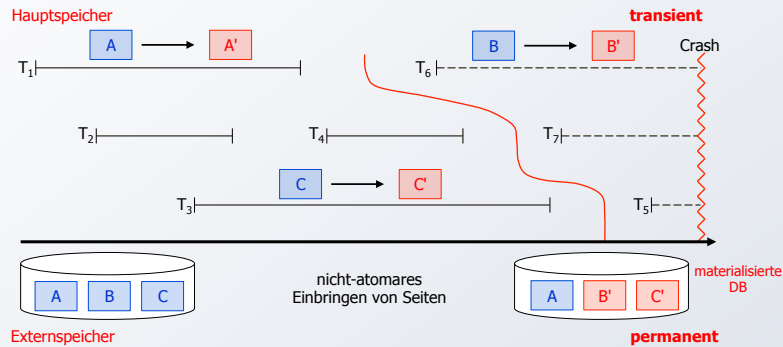 Hauptspeicher
transient
A
A'
B
B'
Crash
T1
T6
T2
T4
T7
C
C'
T3
T5
A
B
C
nicht-atomares
Einbringen von Seiten
A
B'
C'
materialisierte
DB
Externspeicher
permanent